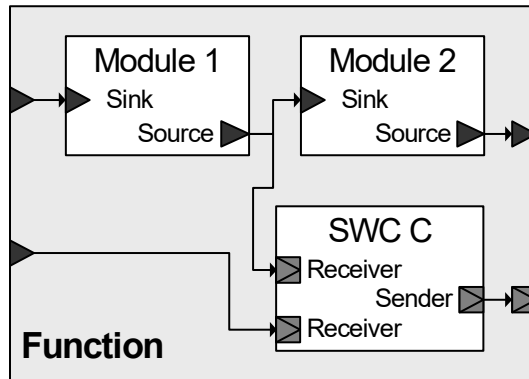 Module 1
Sink
Source
Module 2
Sink
Source
SWC C
Receiver
Sender
Receiver
Function